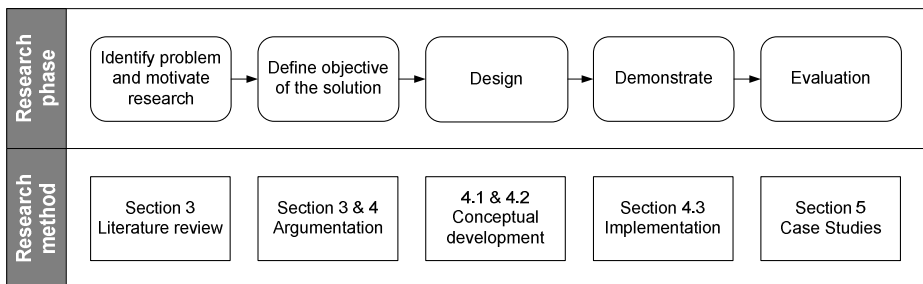 Research
phase
Identify problem
and motivate
research
Define objective
of the solution
Design
Demonstrate
Evaluation
Research
method
Section 3
Literature review
Section 3 & 4
Argumentation
4.1 & 4.2
Conceptual
development
Section 4.3
Implementation
Section 5
Case Studies